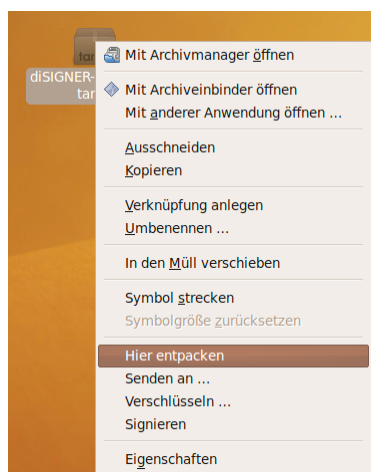 tar
diSIGNER-
tar
Mit Archivmanager öffnen
Mit Archiveinbinder öffnen
Mit anderer Anwendung öffnen ...
Ausschneiden
Kopieren
Verknüpfung anlegen
Umbenennen ...
In den Müll verschieben
Symbol strecken
Symbolgröße zurücksetzen
Hier entpacken
Senden an ...
Verschlüsseln ...
Signieren
Eigenschaften